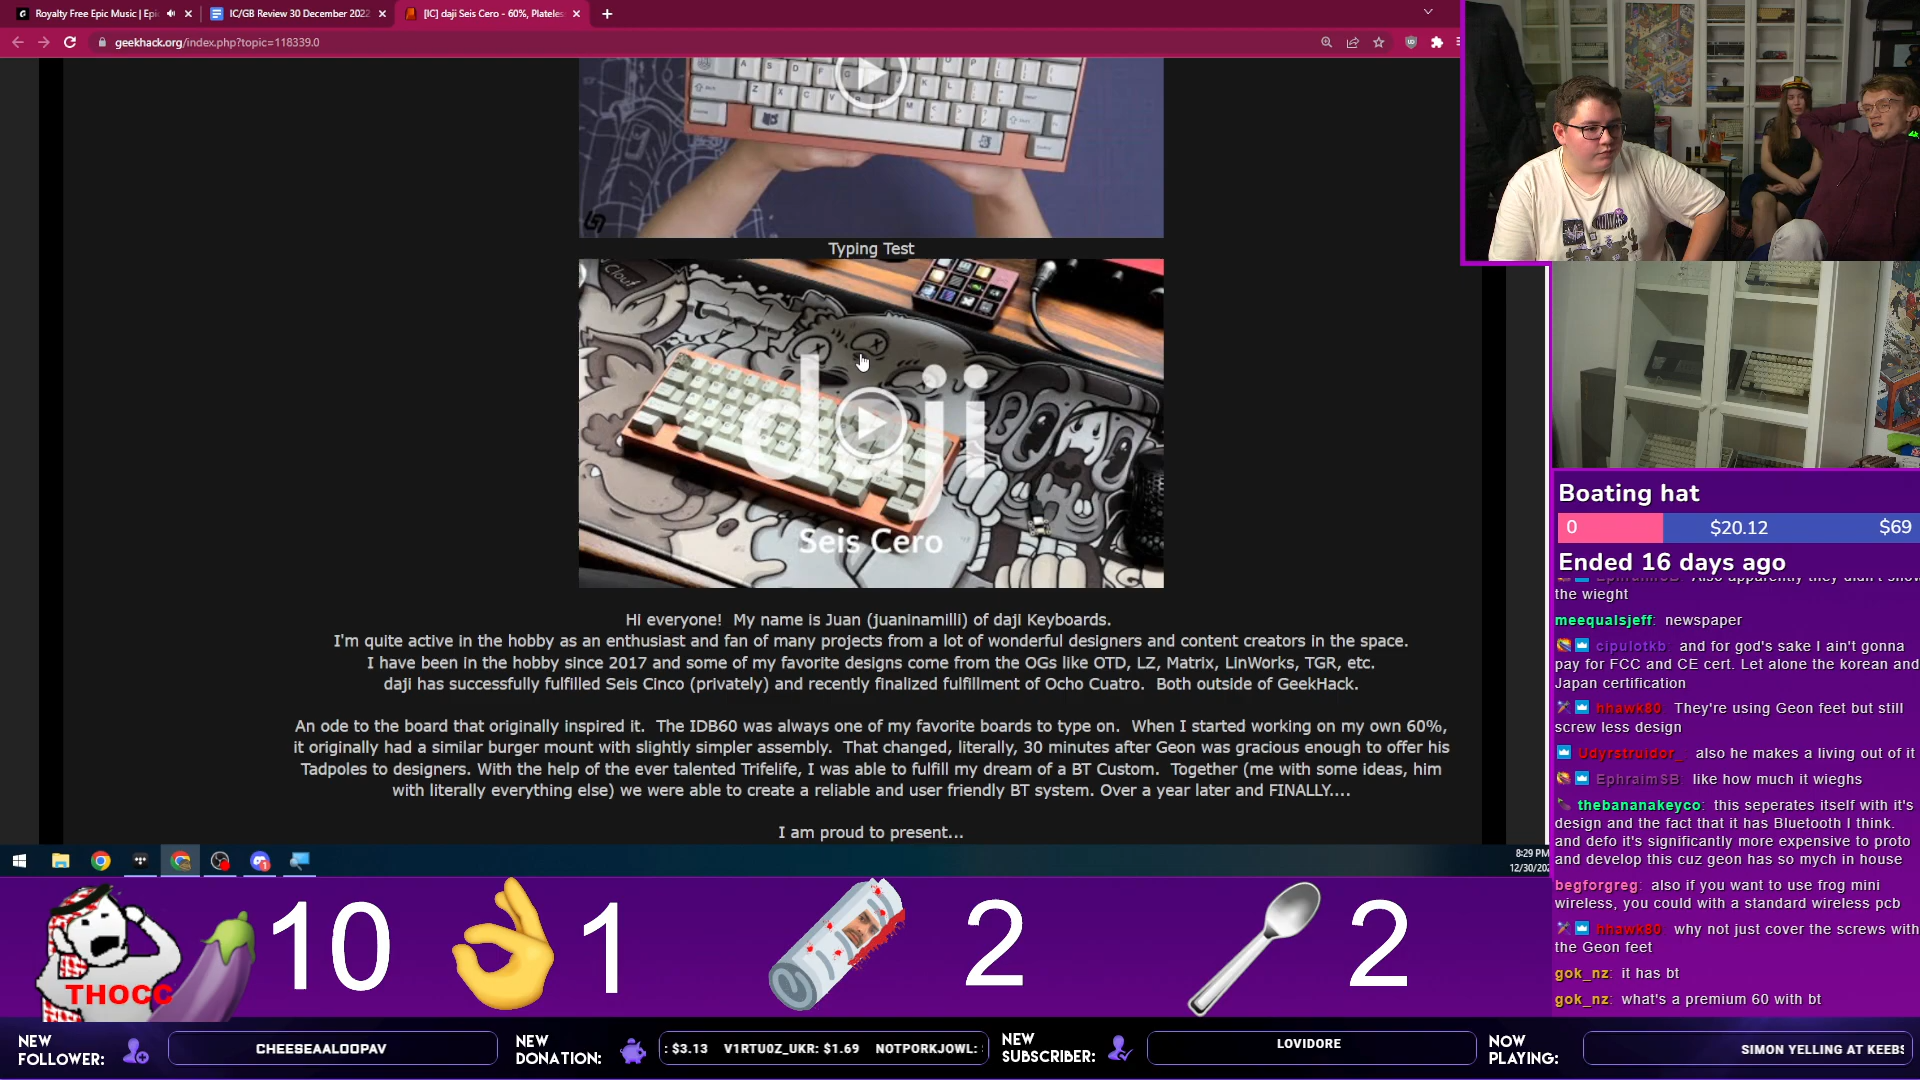 Royalty Free Epic Music | Epi
IC/GB Review 30 December 2022
[IC] daji Seis Cero - 60%, Plateles
geekhack.org/index.php?topic=118339.0
Typing Test
daji
Seis Cero
Hi everyone!  My name is Juan (juaninamilli) of daji Keyboards.
I'm quite active in the hobby as an enthusiast and fan of many projects from a lot of wonderful designers and content creators in the space.
I have been in the hobby since 2017 and some of my favorite designs come from the OGs like OTD, LZ, Matrix, LinWorks, TGR, etc.
daji has successfully fulfilled Seis Cinco (privately) and recently finalized fulfillment of Ocho Cuatro.  Both outside of GeekHack.
An ode to the board that originally inspired it.  The IDB60 was always one of my favorite boards to type on.  When I started working on my own 60%,
it originally had a similar burger mount with slightly simpler assembly.  That changed, literally, 30 minutes after Geon was gracious enough to offer his
Tadpoles to designers. With the help of the ever talented Trifelife, I was able to fulfill my dream of a BT Custom.  Together (me with some ideas, him
with literally everything else) we were able to create a reliable and user friendly BT system. Over a year later and FINALLY....
I am proud to present...
8:29 PM
12/30/202
Boating hat
0 $20.12 $69
Ended 16 days ago
EphraimSB: Also apparently they didn't show
the wieght
meequalsjeff: newspaper
cipulotkb: and for god's sake I ain't gonna
pay for FCC and CE cert. Let alone the korean and
Japan certification
hhawk80: They're using Geon feet but still
screw less design
Udyrstruidor_: also he makes a living out of it
EphraimSB: like how much it wieghs
thebananakeyco: this seperates itself with it's
design and the fact that it has Bluetooth I think.
and defo it's significantly more expensive to proto
and develop this cuz geon has so mych in house
begforgreg: also if you want to use frog mini
wireless, you could with a standard wireless pcb
hhawk80: why not just cover the screws with
the Geon feet
gok_nz: it has bt
gok_nz: what's a premium 60 with bt
THOCC
10
1
2
2
NEW
FOLLOWER:
CHEESEAALOOPAV
NEW
DONATION:
: $3.13 V1RTU0Z_UKR: $1.69 NOTPORKJOWL:
NEW
SUBSCRIBER:
LOVIDORE
NOW
PLAYING:
SIMON YELLING AT KEEBS